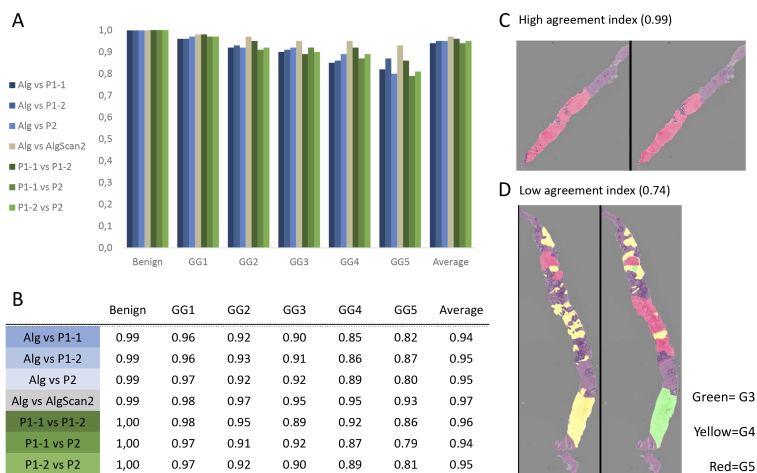 A
1,0
0,9
0,8
0,7
0,6
0,5
0,4
0,3
0,2
0,1
0,0
Alg vs P1-1
Alg vs P1-2
Alg vs P2
Alg vs AlgScan2
P1-1 vs P1-2
P1-1 vs P2
P1-2 vs P2
Benign GG1 GG2 GG3 GG4 GG5 Average
B
Benign GG1 GG2 GG3 GG4 GG5 Average
Alg vs P1-1 0.99 0.96 0.92 0.90 0.85 0.82 0.94
Alg vs P1-2 0.99 0.96 0.93 0.91 0.86 0.87 0.95
Alg vs P2 0.99 0.97 0.92 0.92 0.89 0.80 0.95
Alg vs AlgScan2 0.99 0.98 0.97 0.95 0.95 0.93 0.97
P1-1 vs P1-2 1,00 0.98 0.95 0.89 0.92 0.86 0.96
P1-1 vs P2 1,00 0.97 0.91 0.92 0.87 0.79 0.94
P1-2 vs P2 1,00 0.97 0.92 0.90 0.89 0.81 0.95
C High agreement index (0.99)
D Low agreement index (0.74)
Green= G3
Yellow=G4
Red=G5